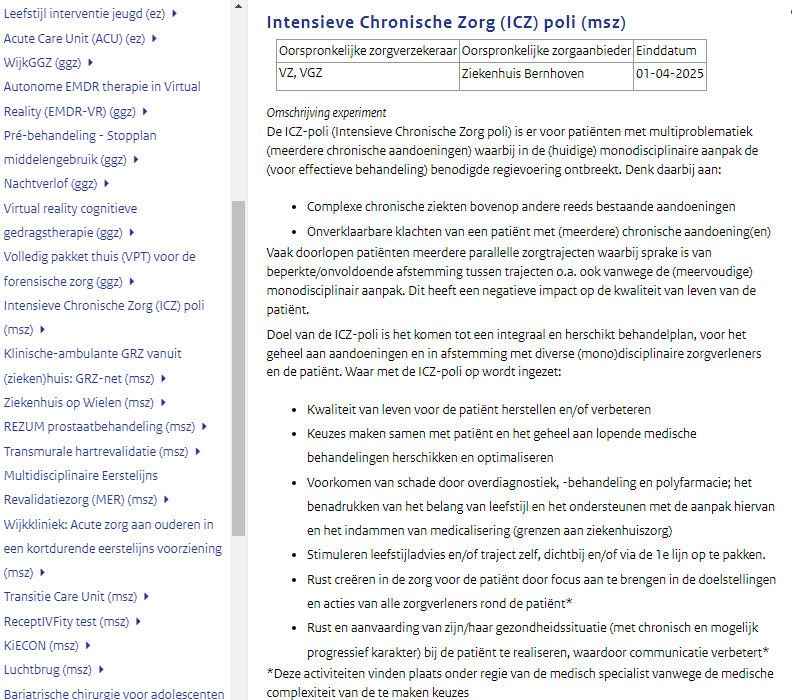 Leefstijl interventie jeugd (ez)
Acute Care Unit (ACU) (ez)
WijkGGZ (ggz)
Autonome EMDR therapie in Virtual
Reality (EMDR-VR) (ggz)
Pré-behandeling - Stopplan
middelengebruik (ggz)
Nachtverlof (ggz)
Virtual reality cognitieve
gedragstherapie (ggz)
Volledig pakket thuis (VPT) voor de
forensische zorg (ggz)
Intensieve Chronische Zorg (ICZ) poli
(msz)
Klinische-ambulante GRZ vanuit
(zieken)huis: GRZ-net (msz)
Ziekenhuis op Wielen (msz)
REZUM prostaatbehandeling (msz)
Transmurale hartrevalidatie (msz)
Multidisciplinaire Eerstelijns
Revalidatiezorg (MER) (msz)
Wijkkliniek: Acute zorg aan ouderen in
een kortdurende eerstelijns voorziening
(msz)
Transitie Care Unit (msz)
ReceptIVFity test (msz)
KiECON (msz)
Luchtbrug (msz)
Bariatrische chirurgie voor adolescenten
Intensieve Chronische Zorg (ICZ) poli (msz)
Oorspronkelijke zorgverzekeraar Oorspronkelijke zorgaanbieder Einddatum
VZ, VGZ Ziekenhuis Bernhoven 01-04-2025
Omschrijving experiment
De ICZ-poli (Intensieve Chronische Zorg poli) is er voor patiënten met multiproblematiek
(meerdere chronische aandoeningen) waarbij in de (huidige) monodisciplinaire aanpak de
(voor effectieve behandeling) benodigde regievoering ontbreekt. Denk daarbij aan:
• Complexe chronische ziekten bovenop andere reeds bestaande aandoeningen
• Onverklaarbare klachten van een patiënt met (meerdere) chronische aandoening(en)
Vaak doorlopen patiënten meerdere parallelle zorgtrajecten waarbij sprake is van
beperkte/onvoldoende afstemming tussen trajecten o.a. ook vanwege de (meervoudige)
monodisciplinair aanpak. Dit heeft een negatieve impact op de kwaliteit van leven van de
patiënt.
Doel van de ICZ-poli is het komen tot een integraal en herschikt behandelplan, voor het
geheel aan aandoeningen en in afstemming met diverse (mono)disciplinaire zorgverleners
en de patiënt. Waar met de ICZ-poli op wordt ingezet:
• Kwaliteit van leven voor de patiënt herstellen en/of verbeteren
• Keuzes maken samen met patiënt en het geheel aan lopende medische
behandelingen herschikken en optimaliseren
• Voorkomen van schade door overdiagnostiek, -behandeling en polyfarmacie; het
benadrukken van het belang van leefstijl en het ondersteunen met de aanpak hiervan
en het indammen van medicalisering (grenzen aan ziekenhuiszorg)
• Stimuleren leefstijladvies en/of traject zelf, dichtbij en/of via de 1e lijn op te pakken.
• Rust creëren in de zorg voor de patiënt door focus aan te brengen in de doelstellingen
en acties van alle zorgverleners rond de patiënt*
• Rust en aanvaarding van zijn/haar gezondheidssituatie (met chronisch en mogelijk
progressief karakter) bij de patiënt te realiseren, waardoor communicatie verbetert*
*Deze activiteiten vinden plaats onder regie van de medisch specialist vanwege de medische
complexiteit van de te maken keuzes